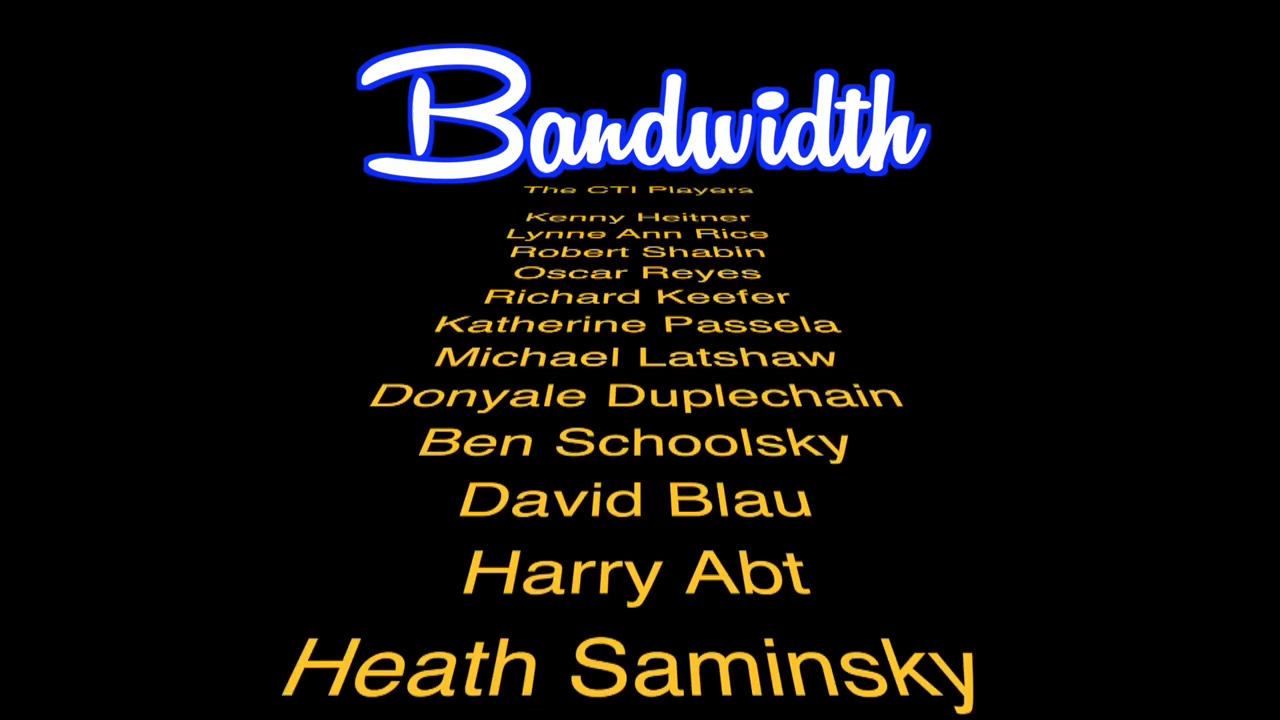 Bandwidth
The CTI Players
Kenny Heitner
Lynne Ann Rice
Robert Shabin
Oscar Reyes
Richard Keefer
Katherine Passela
Michael Latshaw
Donyale Duplechain
Ben Schoolsky
David Blau
Harry Abt
Heath Saminsky